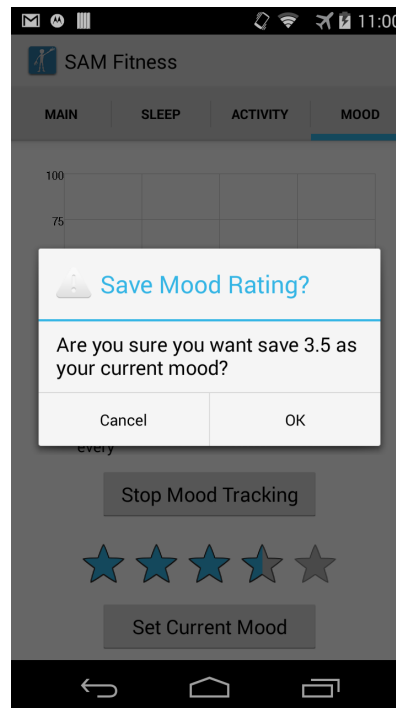 11:00
SAM Fitness
MAIN SLEEP ACTIVITY MOOD
100
75
Save Mood Rating?
Are you sure you want save 3.5 as
your current mood?
Cancel OK
every
Stop Mood Tracking
Set Current Mood